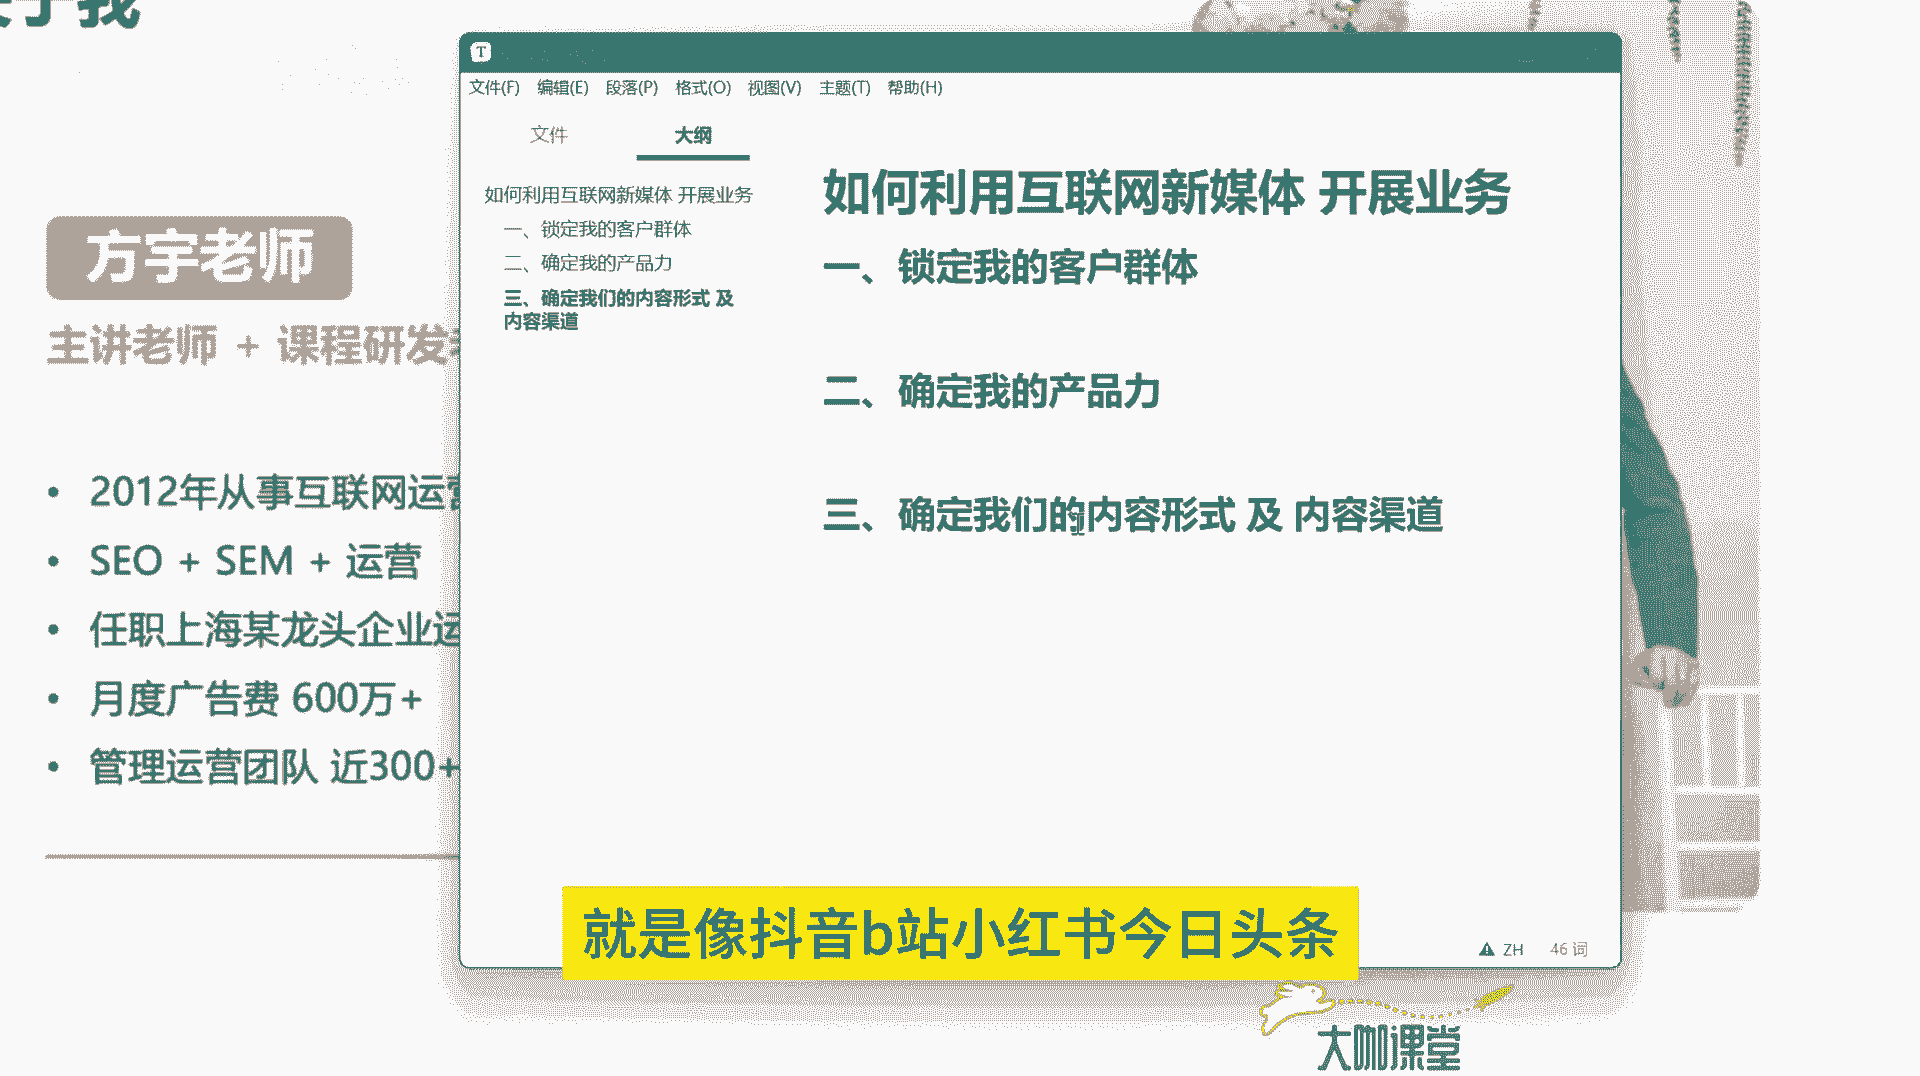 方宇老师
主讲老师 + 课程研发
2012年从事互联网运营
SEO + SEM + 运营
任职上海某龙头企业运
月度广告费 600万+
管理运营团队 近300+
T
文件(F) 编辑(E) 段落(P) 格式(O) 视图(V) 主题(T) 帮助(H)
文件 大纲
如何利用互联网新媒体 开展业务
一、锁定我的客户群体
二、确定我的产品力
三、确定我们的内容形式 及
内容渠道
如何利用互联网新媒体 开展业务
一、锁定我的客户群体
二、确定我的产品力
三、确定我们的内容形式 及 内容渠道
ZH 46 词
就是像抖音b站小红书今日头条
大咖课堂